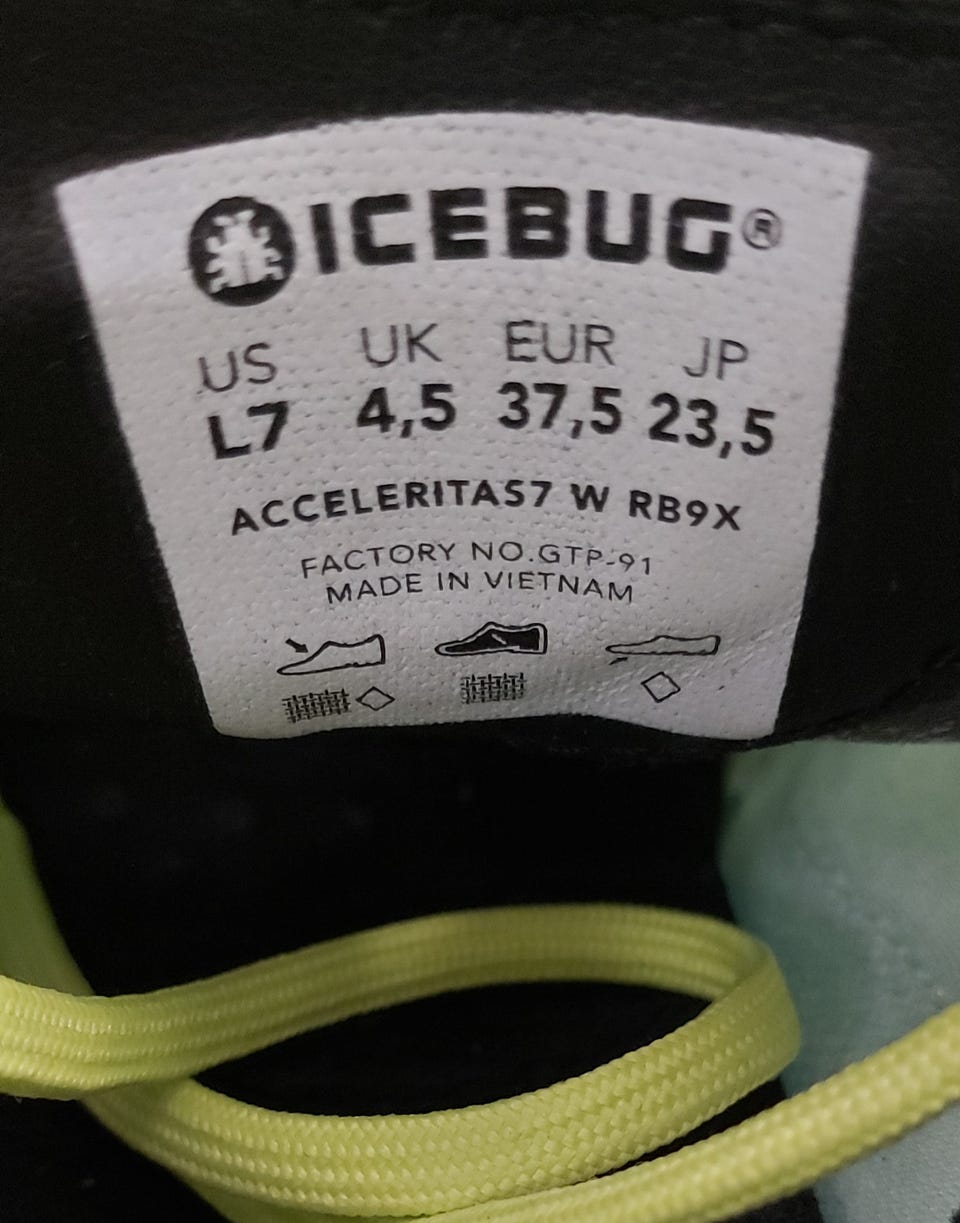 ICEBUG®
US UK EUR JP
L7 4,5 37,5 23,5
ACCELERITAS7 W RB9X
FACTORY NO.GTP-91
MADE IN VIETNAM